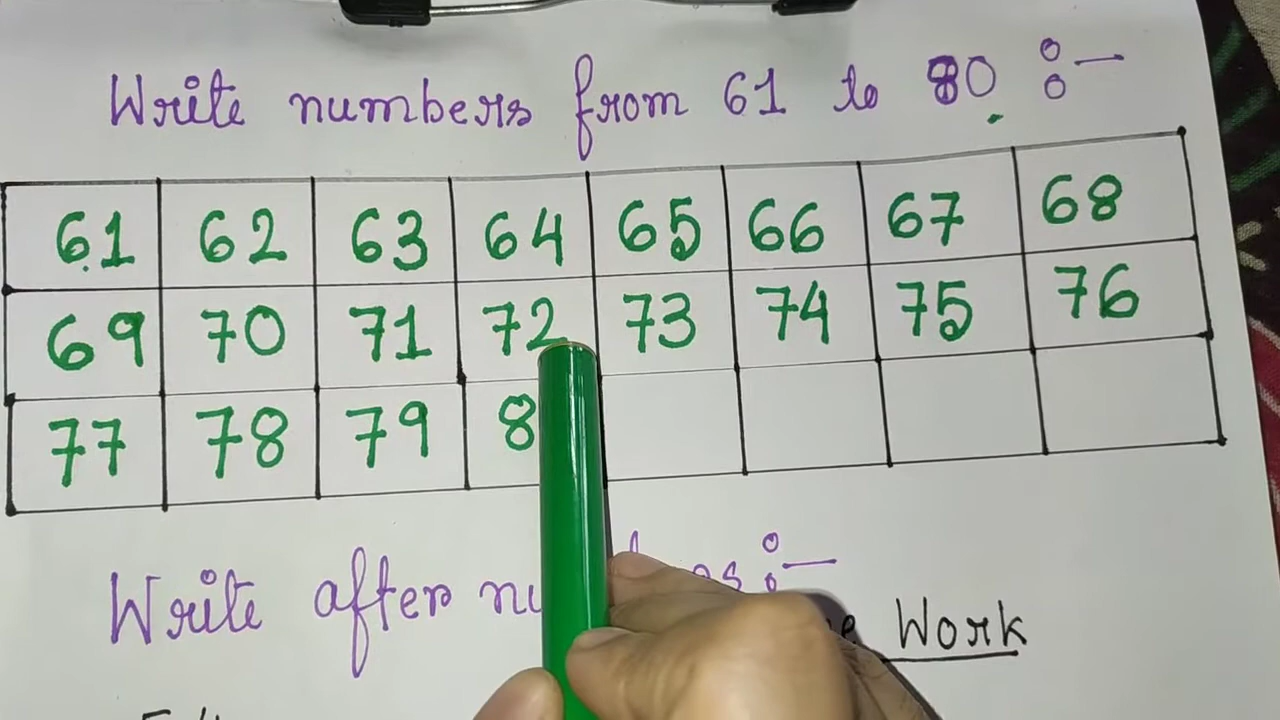 Write numbers from 61 to 80 :-
61 62 63 64 65 66 67 68
69 70 71 72 73 74 75 76
77 78 79 8
Write after :-
Work